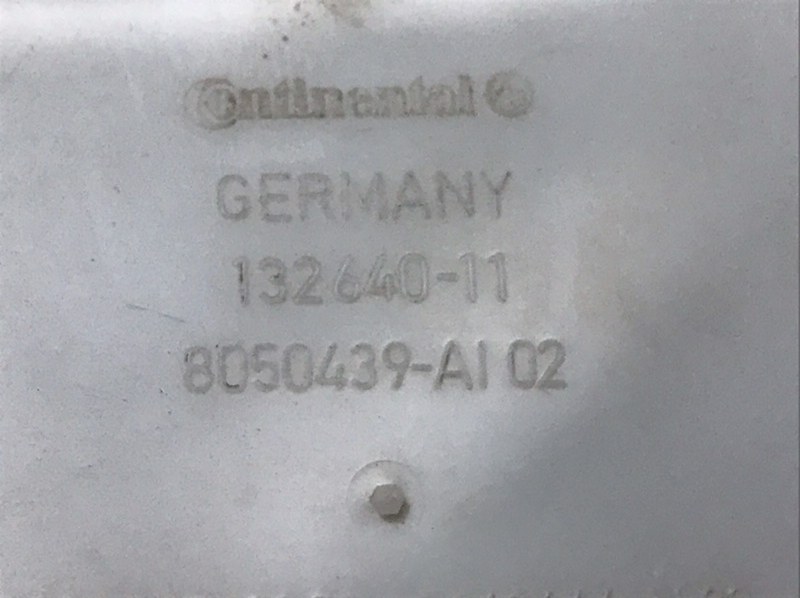 Continental
GERMANY
132640-11
8050439-AI 02